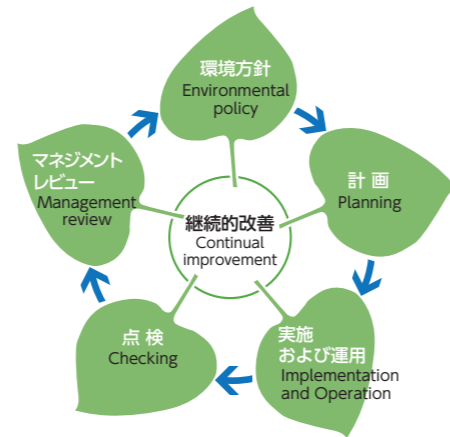 環境方針
Environmental
policy
計 画
Planning
実施
および運用
Implementation
and Operation
点 検
Checking
マネジメント
レビュー
Management
review
継続的改善
Continual
improvement